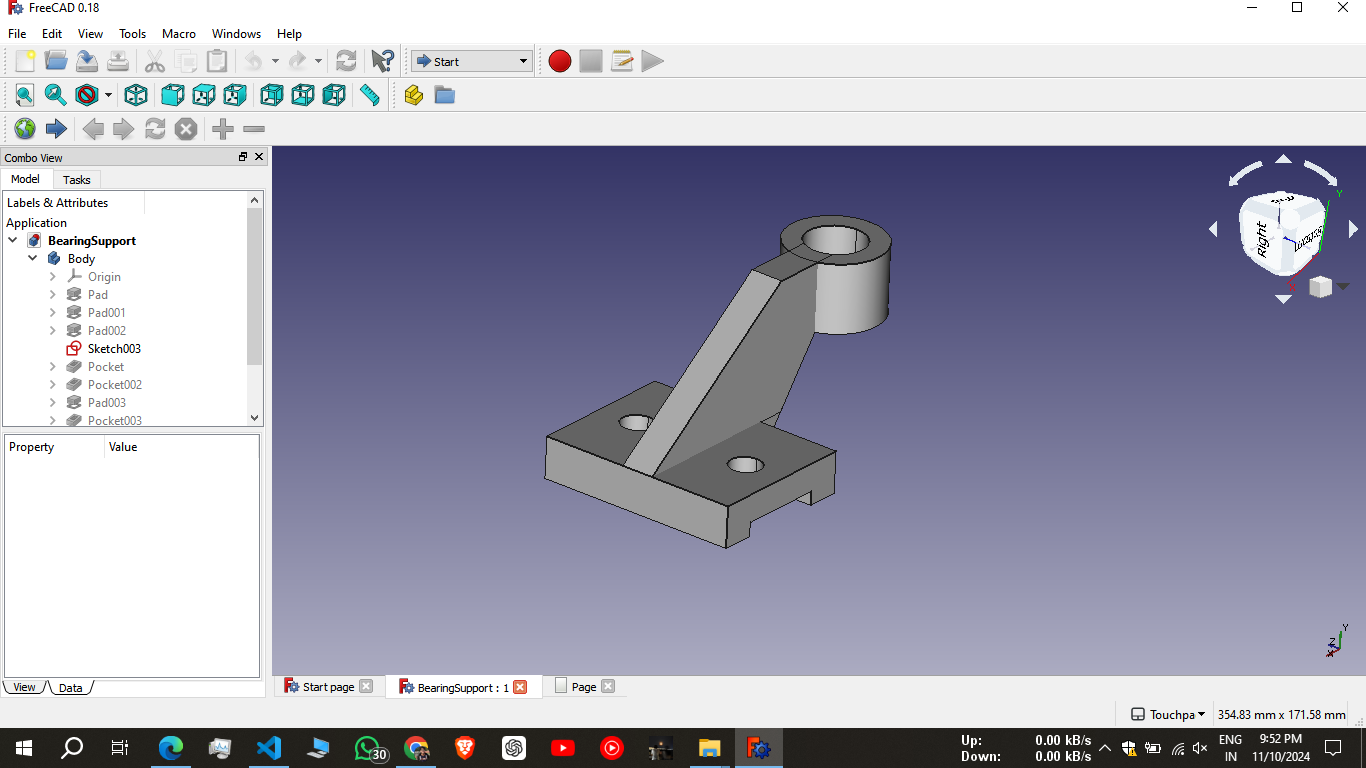 FreeCAD 0.18
File Edit View Tools Macro Windows Help
Start
Combo View
Model Tasks
Labels & Attributes
Application
BearingSupport
Body
Origin
Pad
Pad001
Pad002
Sketch003
Pocket
Pocket002
Pad003
Pocket003
Property Value
View Data
Right
Y
Y
Z
X
Start page
BearingSupport : 1
Page
Touchpa
354.83 mm x 171.58 mm
30
Up: 0.00 kB/s
Down: 0.00 kB/s
ENG
IN
9:52 PM
11/10/2024